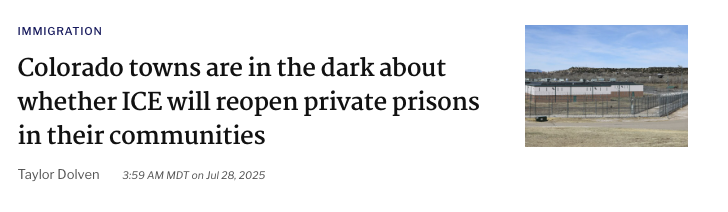 IMMIGRATION
Colorado towns are in the dark about
whether ICE will reopen private prisons
in their communities
Taylor Dolven 3:59 AM MDT on Jul 28, 2025